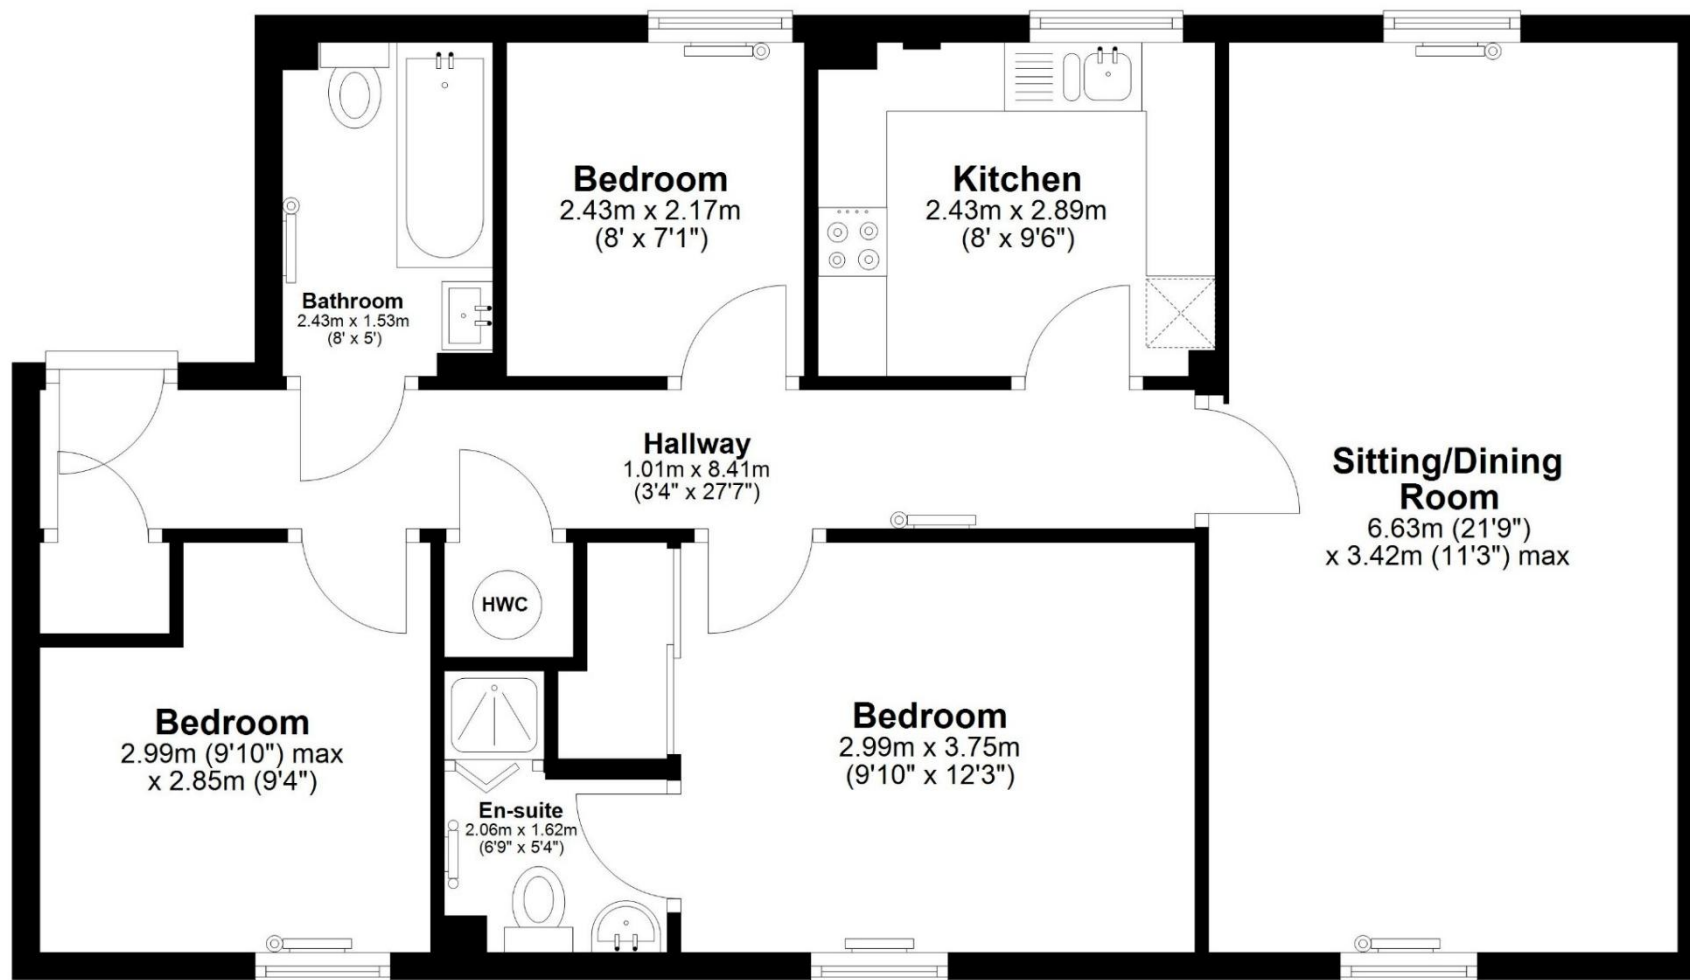 Bedroom
2.43m x 2.17m
(8' x 7'1")
Kitchen
2.43m x 2.89m
(8' x 9'6")
Bathroom
2.43m x 1.53m
(8' x 5')
Hallway
1.01m x 8.41m
(3'4" x 27'7")
Sitting/Dining
Room
6.63m (21'9")
x 3.42m (11'3") max
HWC
Bedroom
2.99m (9'10") max
x 2.85m (9'4")
En-suite
2.06m x 1.62m
(6'9" x 5'4")
Bedroom
2.99m x 3.75m
(9'10" x 12'3")